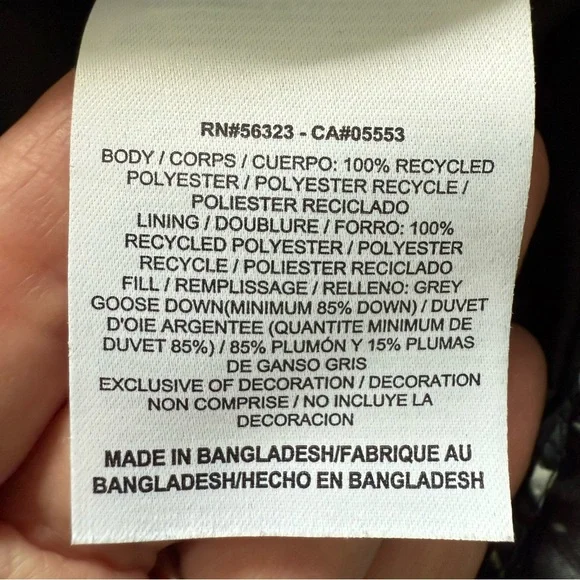 RN#56323 - CA#05553
BODY / CORPS / CUERPO: 100% RECYCLED
POLYESTER / POLYESTER RECYCLE /
POLIESTER RECICLADO
LINING / DOUBLURE / FORRO: 100%
RECYCLED POLYESTER / POLYESTER
RECYCLE / POLIESTER RECICLADO
FILL / REMPLISSAGE / RELLENO: GREY
GOOSE DOWN(MINIMUM 85% DOWN) / DUVET
D'OIE ARGENTEE (QUANTITE MINIMUM DE
DUVET 85%) / 85% PLUMÓN Y 15% PLUMAS
DE GANSO GRIS
EXCLUSIVE OF DECORATION / DECORATION
NON COMPRISE / NO INCLUYE LA
DECORACION
MADE IN BANGLADESH/FABRIQUE AU
BANGLADESH/HECHO EN BANGLADESH